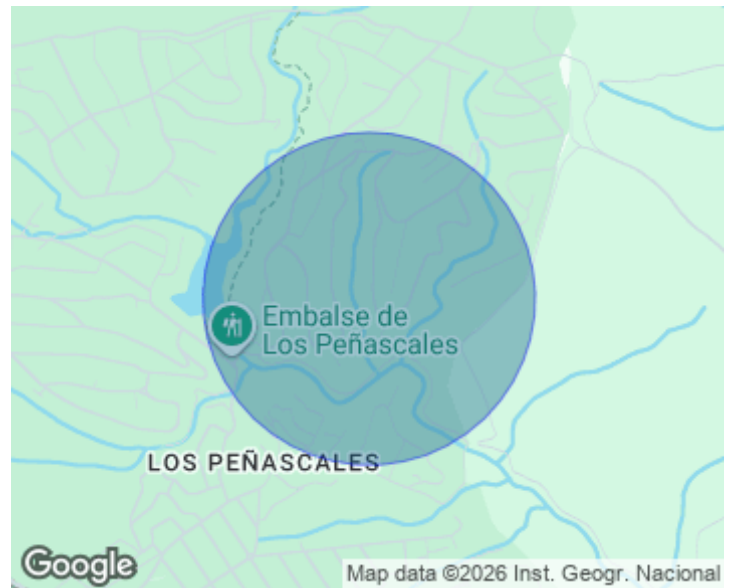 Embalse de
Los Peñascales
LOS PEÑASCALES
Google
Map data ©2026 Inst. Geogr. Nacional